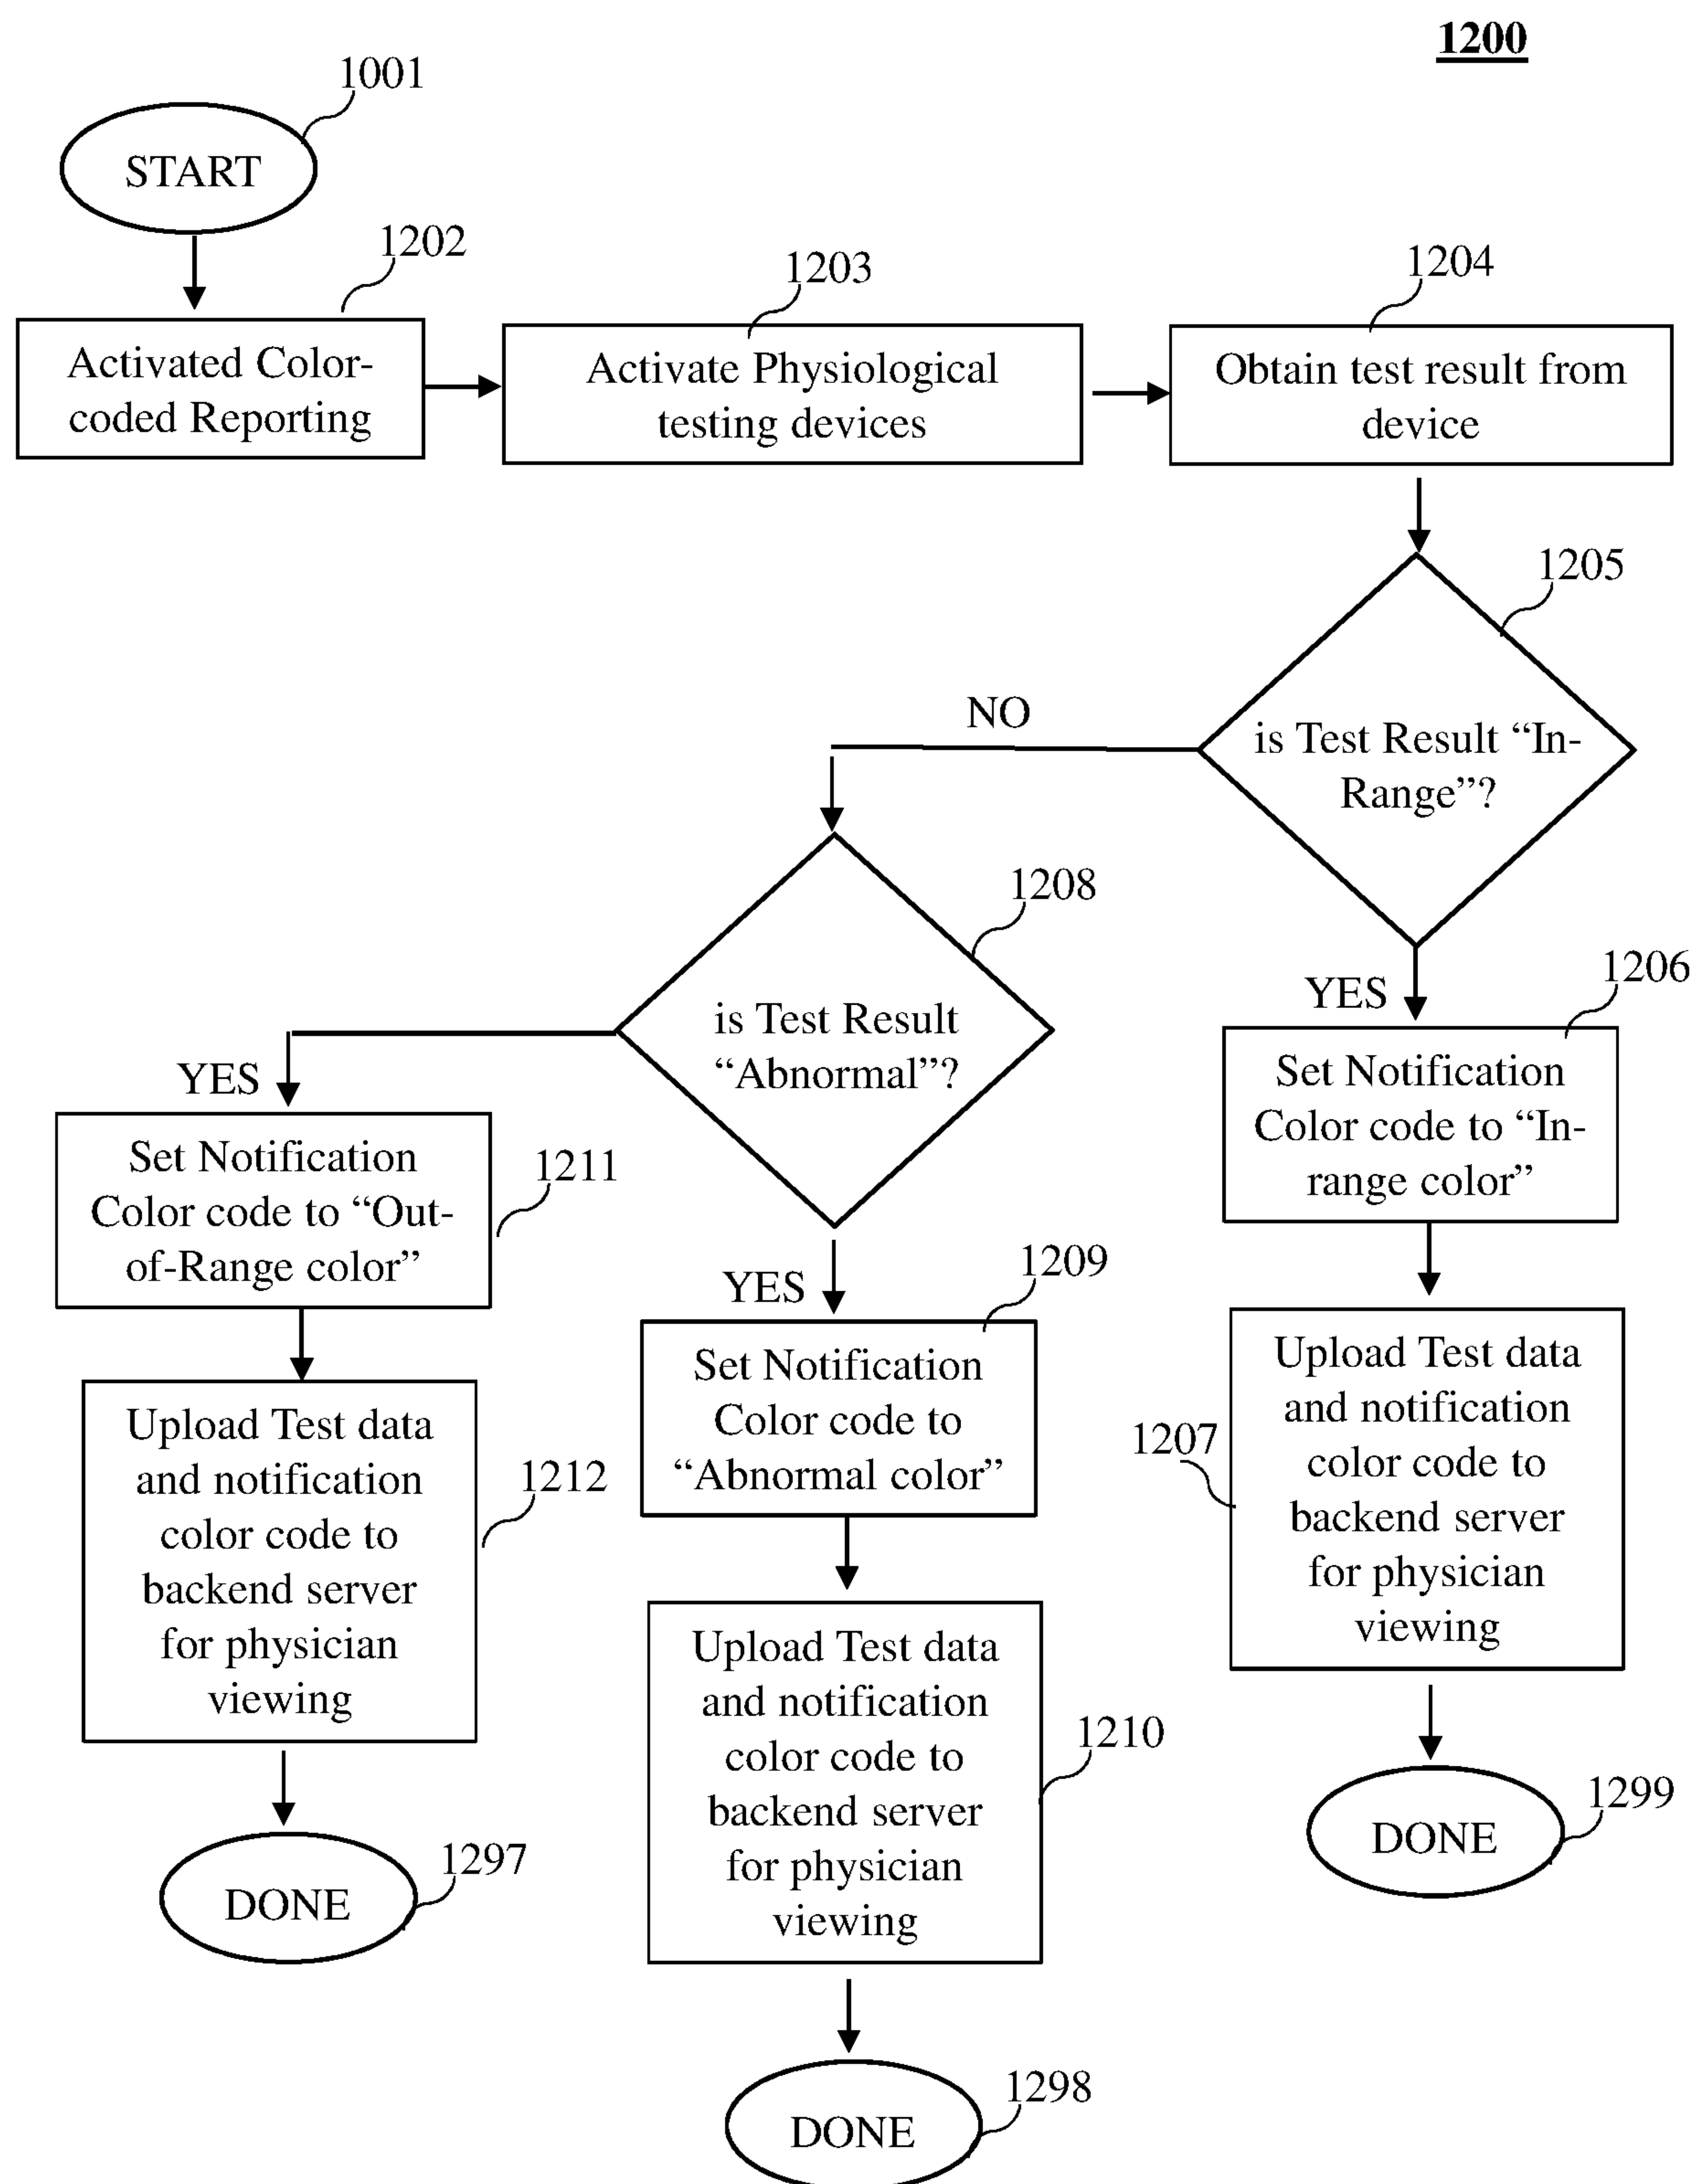 1200
1001
START
1202
Activated Color-
coded Reporting
1203
Activate Physiological
testing devices
1204
Obtain test result from
device
1205
is Test Result “In-
Range”?
NO
YES
1206
Set Notification
Color code to “In-
range color”
1207
Upload Test data
and notification
color code to
backend server
for physician
viewing
1299
DONE
1208
is Test Result
“Abnormal”?
YES
1209
Set Notification
Color code to
“Abnormal color”
1210
Upload Test data
and notification
color code to
backend server
for physician
viewing
1298
DONE
YES
1211
Set Notification
Color code to “Out-
of-Range color”
1212
Upload Test data
and notification
color code to
backend server
for physician
viewing
1297
DONE